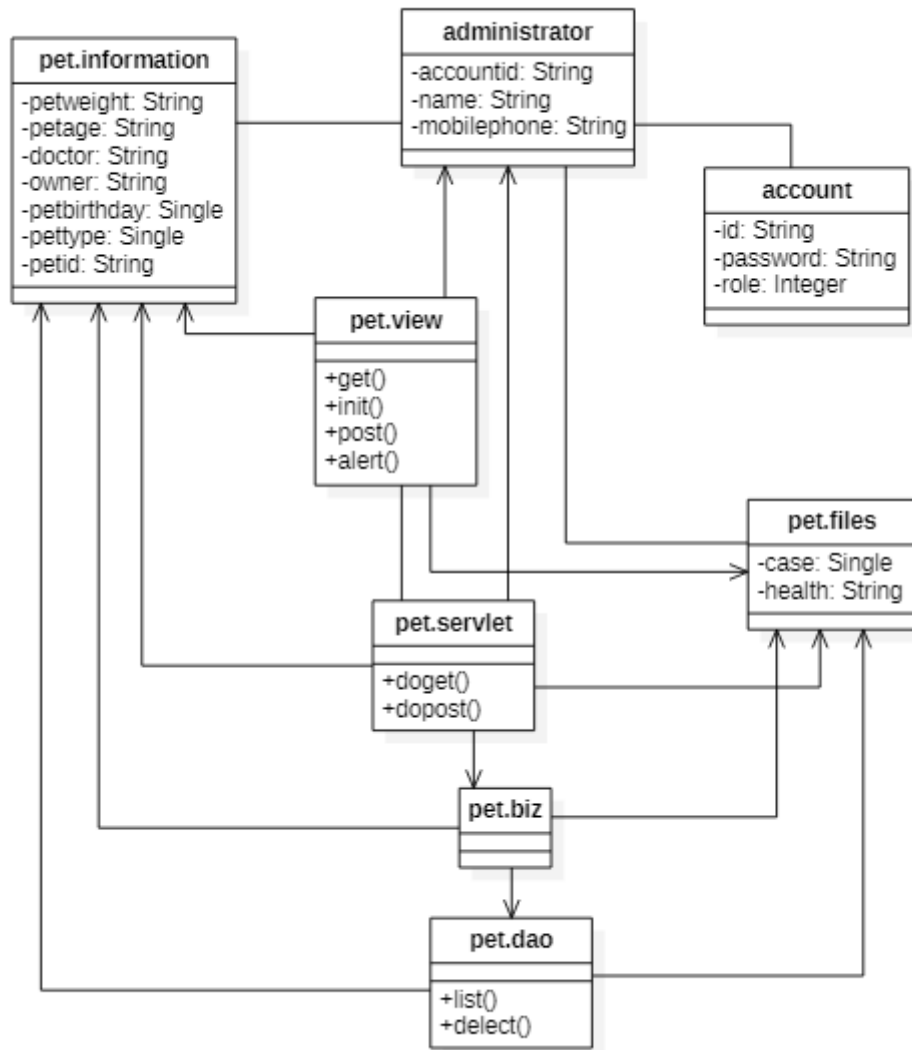 administrator
-accountid: String
-name: String
-mobilephone: String
pet.information
-petweight: String
-petage: String
-doctor: String
-owner: String
-petbirthday: Single
-pettype: Single
-petid: String
account
-id: String
-password: String
-role: Integer
pet.view
+get()
+init()
+post()
+alert()
pet.files
-case: Single
-health: String
pet.servlet
+doget()
+dopost()
pet.biz
pet.dao
+list()
+delect()